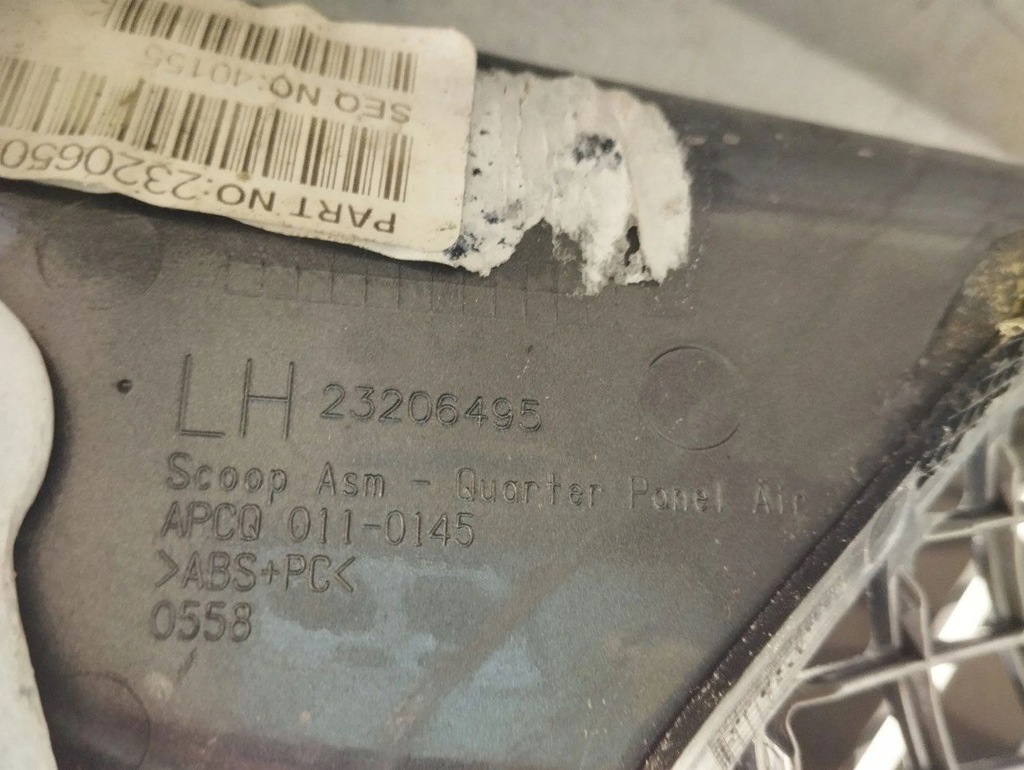 SEQ NO:40155
PART NO:2320650
LH 23206495
Scoop Asm - Quarter Panel Air
APCQ 011-0145
>ABS+PC<
0558